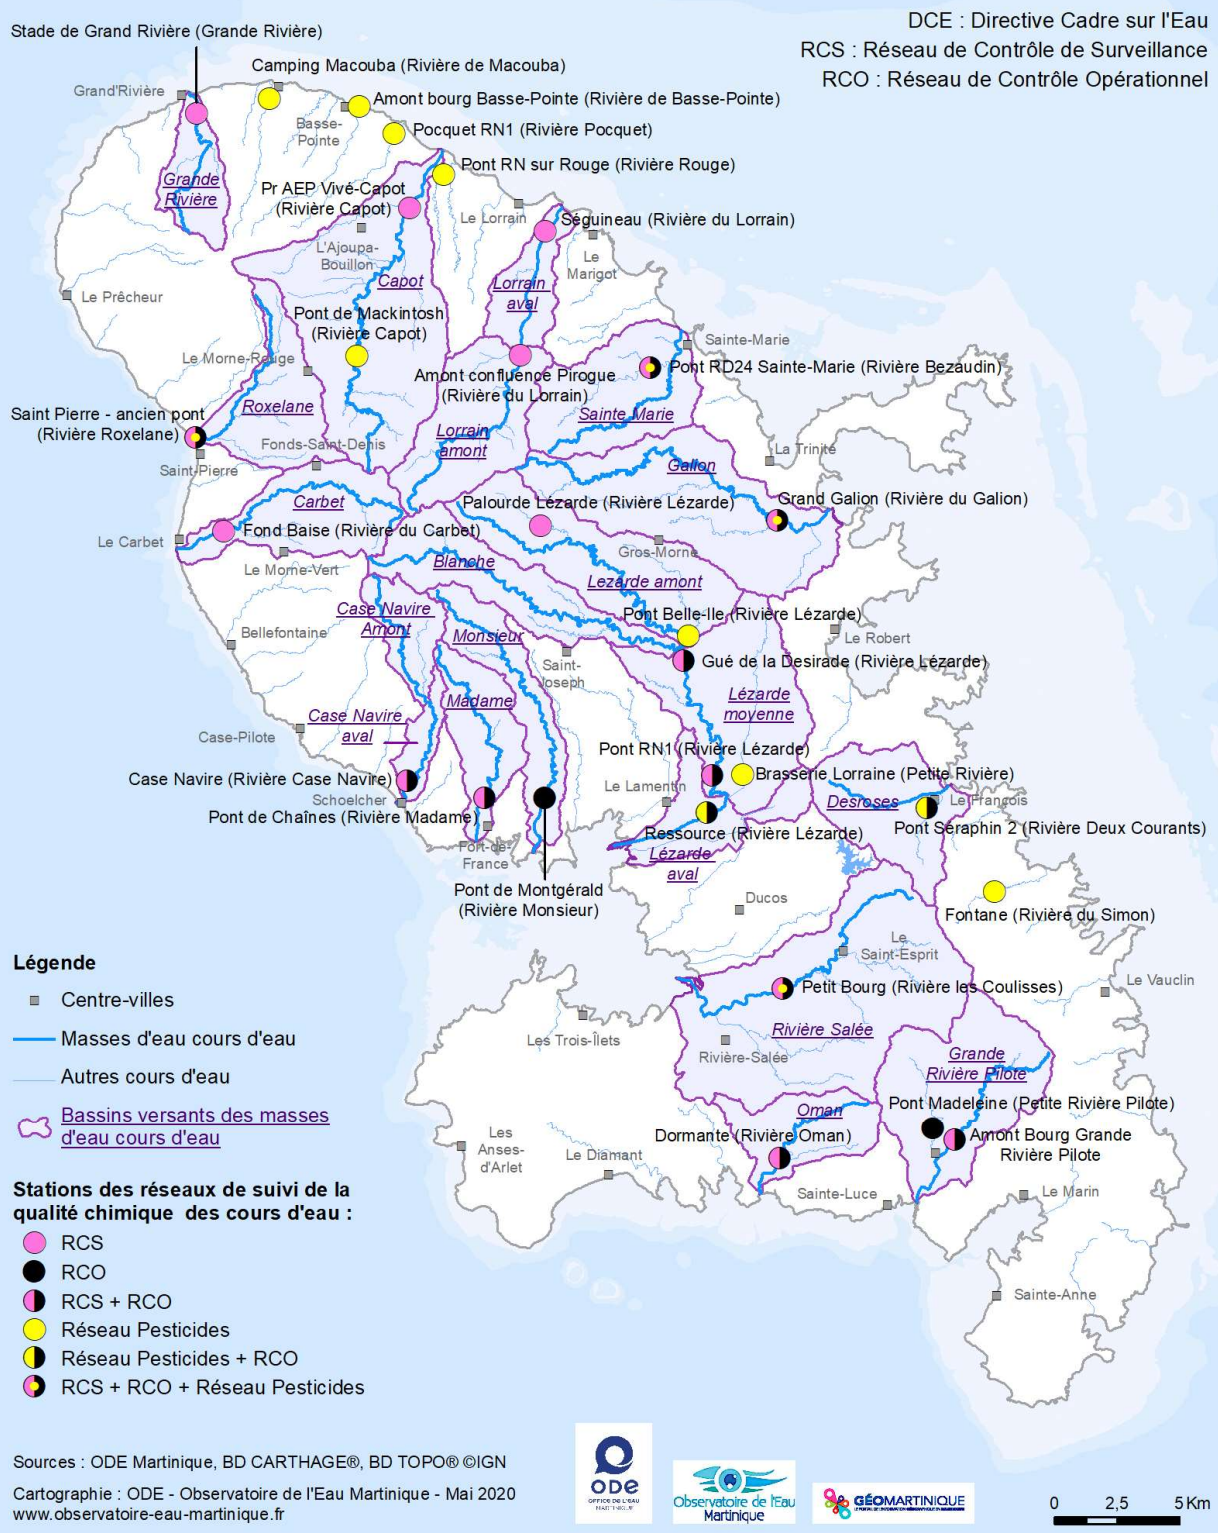 DCE : Directive Cadre sur l'Eau
RCS : Réseau de Contrôle de Surveillance
RCO : Réseau de Contrôle Opérationnel
Stade de Grand Rivière (Grande Rivière)
Camping Macouba (Rivière de Macouba)
Grand'Rivière
Amont bourg Basse-Pointe (Rivière de Basse-Pointe)
Basse-
Pointe
Pocquet RN1 (Rivière Pocquet)
Pont RN sur Rouge (Rivière Rouge)
Grande
Rivière
Pr AEP Vivé-Capot
(Rivière Capot)
Le Lorrain
Séguineau (Rivière du Lorrain)
L'Ajoupa-
Bouillon
Le
Marigot
Capot
Lorrain
aval
Le Prêcheur
Pont de Mackintosh
(Rivière Capot)
Sainte-Marie
Le Morne-Rouge
Pont RD24 Sainte-Marie (Rivière Bezaudin)
Amont confluence Pirogue
(Rivière du Lorrain)
Roxelane
Sainte Marie
Saint Pierre - ancien pont
(Rivière Roxelane)
Lorrain
amont
Fonds-Saint-Denis
La Trinité
Saint-Pierre
Galion
Carbet
Palourde Lézarde (Rivière Lézarde)
Grand Galion (Rivière du Galion)
Fond Baise (Rivière du Carbet)
Le Carbet
Gros-Morne
Blanche
Le Morne-Vert
Lezarde amont
Case Navire
Amont
Pont Belle-Ile (Rivière Lézarde)
Bellefontaine
Monsieur
Le Robert
Saint-
Joseph
Gué de la Desirade (Rivière Lézarde)
Madame
Lézarde
moyenne
Case Navire
aval
Case-Pilote
Pont RN1 (Rivière Lézarde)
Case Navire (Rivière Case Navire)
Brasserie Lorraine (Petite Rivière)
Le Lamentin
Schoelcher
Desroses
Le François
Pont de Chaînes (Rivière Madame)
Ressource (Rivière Lézarde)
Pont Séraphin 2 (Rivière Deux Courants)
Fort-de-
France
Lézarde
aval
Pont de Montgérald
(Rivière Monsieur)
Ducos
Fontane (Rivière du Simon)
Le
Saint-Esprit
Le Vauclin
Petit Bourg (Rivière les Coulisses)
Rivière Salée
Les Trois-Îlets
Rivière-Salée
Grande
Rivière Pilote
Pont Madeleine (Petite Rivière Pilote)
Oman
Dormante (Rivière Oman)
Amont Bourg Grande
Rivière Pilote
Les
Anses-
d'Arlet
Le Diamant
Sainte-Luce
Le Marin
Sainte-Anne
Légende
Centre-villes
Masses d'eau cours d'eau
Autres cours d'eau
Bassins versants des masses
d'eau cours d'eau
Stations des réseaux de suivi de la
qualité chimique des cours d'eau :
RCS
RCO
RCS + RCO
Réseau Pesticides
Réseau Pesticides + RCO
RCS + RCO + Réseau Pesticides
Sources : ODE Martinique, BD CARTHAGE®, BD TOPO® ©IGN
Cartographie : ODE - Observatoire de l'Eau Martinique - Mai 2020
www.observatoire-eau-martinique.fr
ODE
OFFICE DE L'EAU
MARTINIQUE
Observatoire de l'Eau
Martinique
GÉOMARTINIQUE
0 2,5 5 Km